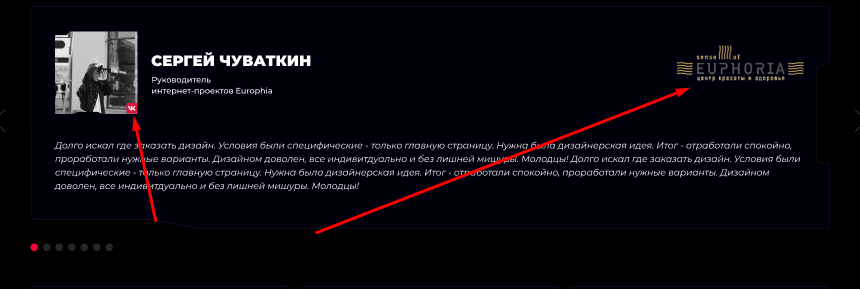 СЕРГЕЙ ЧУВАТКИН
Руководитель
интернет-проектов Europhia
sense of
EUPHORIA
центр красоты и здоровья
Долго искал где заказать дизайн. Условия были специфические - только главную страницу. Нужна была дизайнерская идея. Итог - отработали спокойно,
проработали нужные варианты. Дизайном доволен, все индивитдуально и без лишней мишуры. Молодцы! Долго искал где заказать дизайн. Условия были
специфические - только главную страницу. Нужна была дизайнерская идея. Итог - отработали спокойно, проработали нужные варианты. Дизайном
доволен, все индивитдуально и без лишней мишуры. Молодцы!